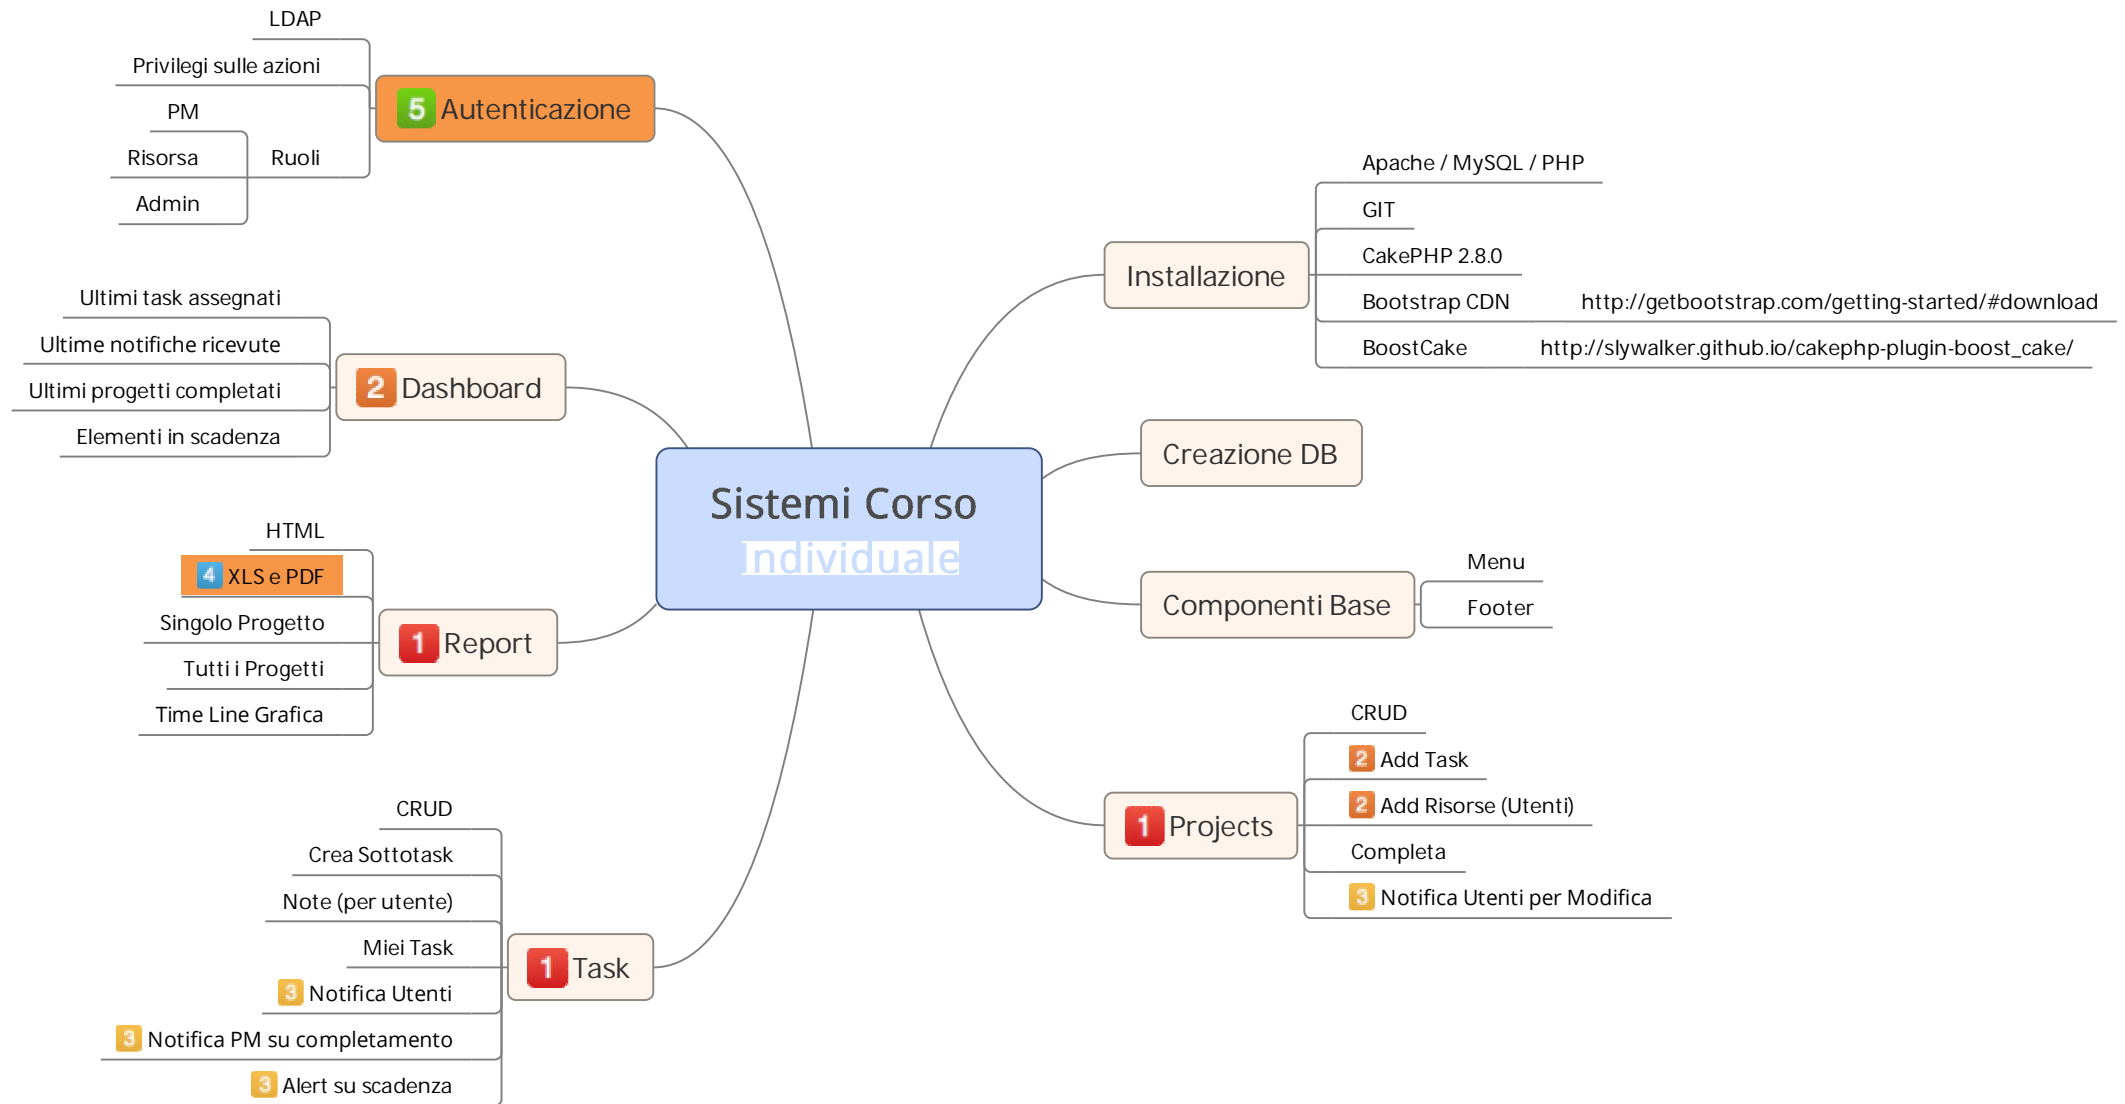 Sistemi Corso
Individuale
Installazione
Apache / MySQL / PHP
GIT
CakePHP 2.8.0
Bootstrap CDN
http://getbootstrap.com/getting-started/#download
BoostCake
http://slywalker.github.io/cakephp-plugin-boost_cake/
Creazione DB
Componenti Base
Menu
Footer
1 Projects
CRUD
2 Add Task
2 Add Risorse (Utenti)
Completa
3 Notifica Utenti per Modifica
5 Autenticazione
LDAP
Privilegi sulle azioni
Ruoli
PM
Risorsa
Admin
2 Dashboard
Ultimi task assegnati
Ultime notifiche ricevute
Ultimi progetti completati
Elementi in scadenza
1 Report
HTML
4 XLS e PDF
Singolo Progetto
Tutti i Progetti
Time Line Grafica
1 Task
CRUD
Crea Sottotask
Note (per utente)
Miei Task
3 Notifica Utenti
3 Notifica PM su completamento
3 Alert su scadenza